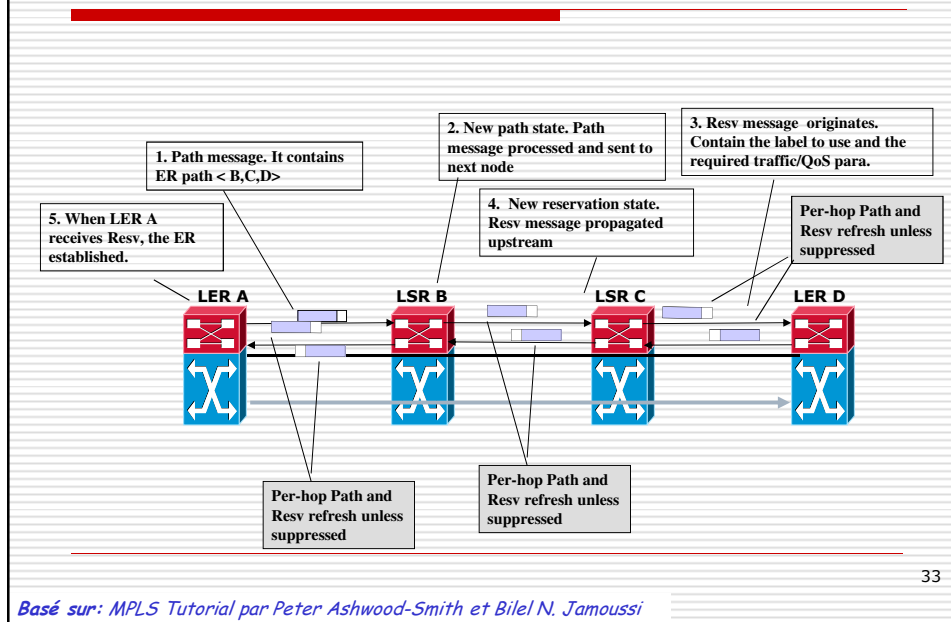 2. New path state. Path
message processed and sent to
next node
3. Resv message  originates.
Contain the label to use and the
required traffic/QoS para.
1. Path message. It contains
ER path < B,C,D>
4.  New reservation state.
Resv message propagated
upstream
Per-hop Path and
Resv refresh unless
suppressed
5. When LER A
receives Resv, the ER
established.
LER A
LSR B
LSR C
LER D
Per-hop Path and
Resv refresh unless
suppressed
Per-hop Path and
Resv refresh unless
suppressed
33
Basé sur: MPLS Tutorial par Peter Ashwood-Smith et Bilel N. Jamoussi